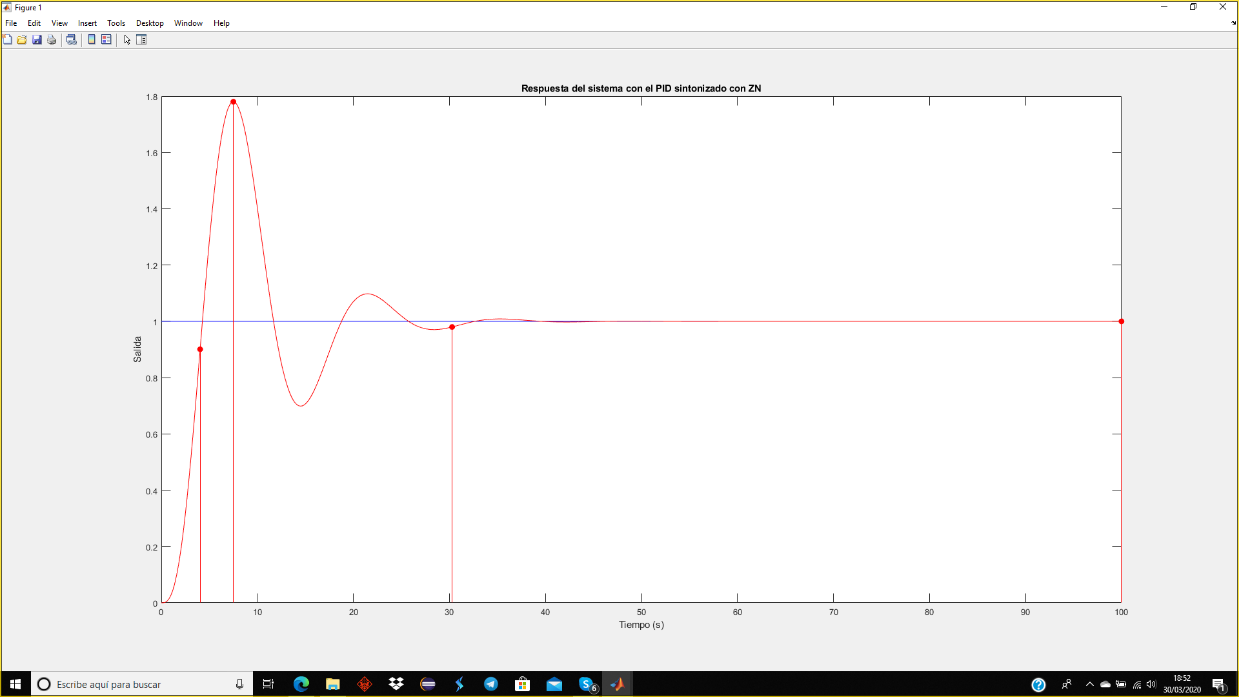 Figure 1
File Edit View Insert Tools Desktop Window Help
Respuesta del sistema con el PID sintonizado con ZN
1.8
1.6
1.4
1.2
1
0.8
0.6
0.4
0.2
0
Salida
0 10 20 30 40 50 60 70 80 90 100
Tiempo (s)
Escribe aquí para buscar
6
18:52
30/03/2020
1